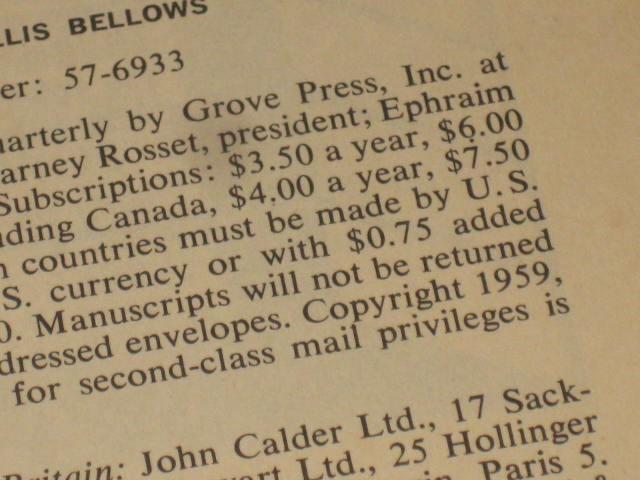 LLIS BELLOWS
er: 57-6933
uarterly by Grove Press, Inc. at
arney Rosset, president; Ephraim
Subscriptions: $3.50 a year, $6.00
uding Canada, $4.00 a year, $7.50
n countries must be made by U.S.
S. currency or with $0.75 added
0. Manuscripts will not be returned
dressed envelopes. Copyright 1959,
for second-class mail privileges is
Britain: John Calder Ltd., 17 Sack-
Ltd., 25 Hollinger
Paris 5.